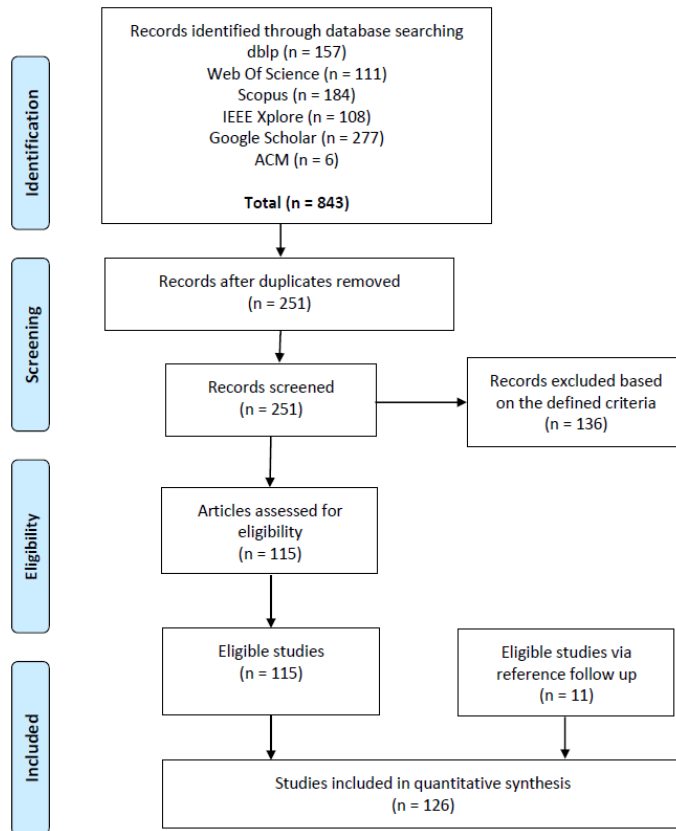 Identification
Records identified through database searching
dblp (n = 157)
Web Of Science (n = 111)
Scopus (n = 184)
IEEE Xplore (n = 108)
Google Scholar (n = 277)
ACM (n = 6)
Total (n = 843)
Screening
Records after duplicates removed
(n = 251)
Records screened
(n = 251)
Records excluded based
on the defined criteria
(n = 136)
Eligibility
Articles assessed for
eligibility
(n = 115)
Eligible studies
(n = 115)
Eligible studies via
reference follow up
(n = 11)
Included
Studies included in quantitative synthesis
(n = 126)